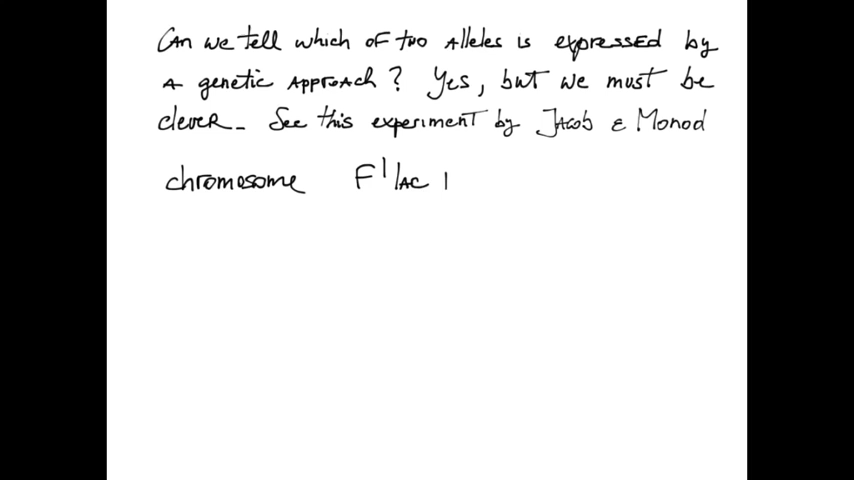 Can we tell which of two Alleles is expressed by
a genetic Approach? Yes, but we must be
clever - See this experiment by Jacob & Monod
chromosome F'lac |